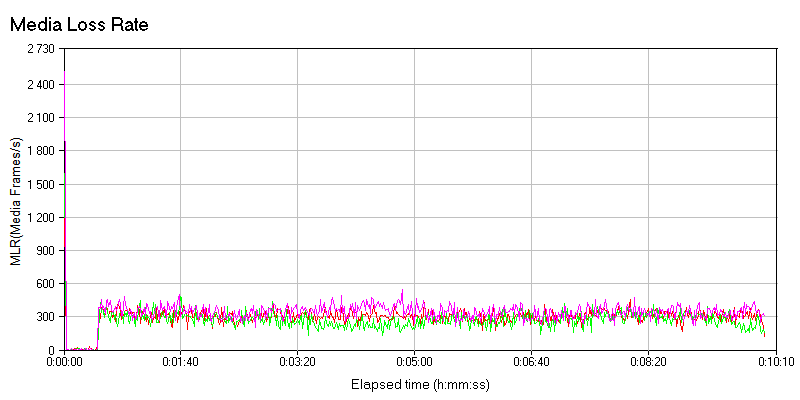 Media Loss Rate
2 730
2 400
2 100
1 800
1 500
1 200
900
600
300
0
MLR(Media Frames/s)
0:00:00 0:01:40 0:03:20 0:05:00 0:06:40 0:08:20 0:10:10
Elapsed time (h:mm:ss)